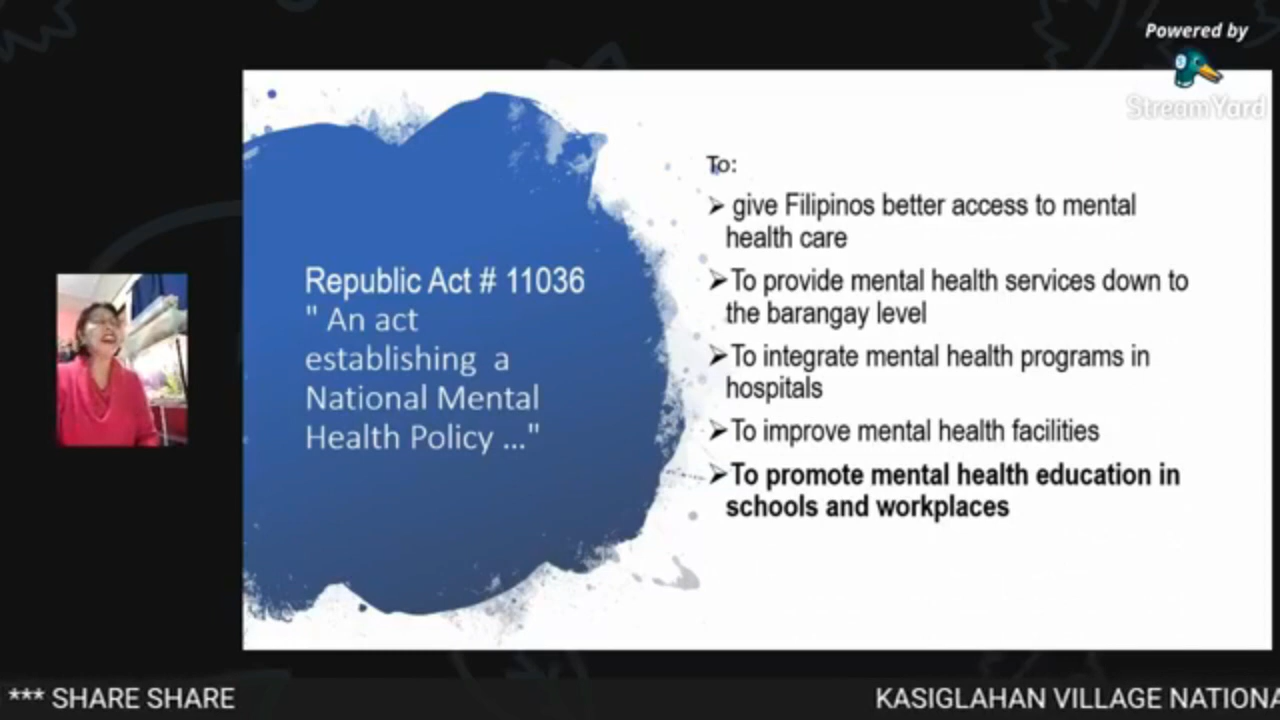 Powered by
StreamYard
Republic Act # 11036
" An act
establishing a
National Mental
Health Policy ..."
To:
➢ give Filipinos better access to mental
health care
➢To provide mental health services down to
the barangay level
➢To integrate mental health programs in
hospitals
➢To improve mental health facilities
➢To promote mental health education in
schools and workplaces
*** SHARE SHARE
KASIGLAHAN VILLAGE NATIONA